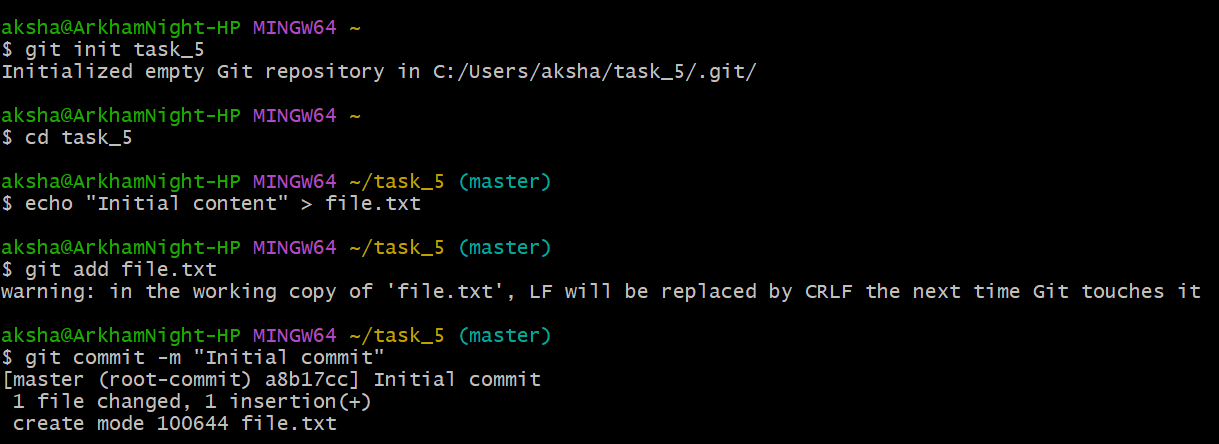 aksha@ArkhamNight-HP MINGW64 ~
$ git init task_5
Initialized empty Git repository in C:/Users/aksha/task_5/.git/
aksha@ArkhamNight-HP MINGW64 ~
$ cd task_5
aksha@ArkhamNight-HP MINGW64 ~/task_5 (master)
$ echo "Initial content" > file.txt
aksha@ArkhamNight-HP MINGW64 ~/task_5 (master)
$ git add file.txt
warning: in the working copy of 'file.txt', LF will be replaced by CRLF the next time Git touches it
aksha@ArkhamNight-HP MINGW64 ~/task_5 (master)
$ git commit -m "Initial commit"
[master (root-commit) a8b17cc] Initial commit
 1 file changed, 1 insertion(+)
 create mode 100644 file.txt